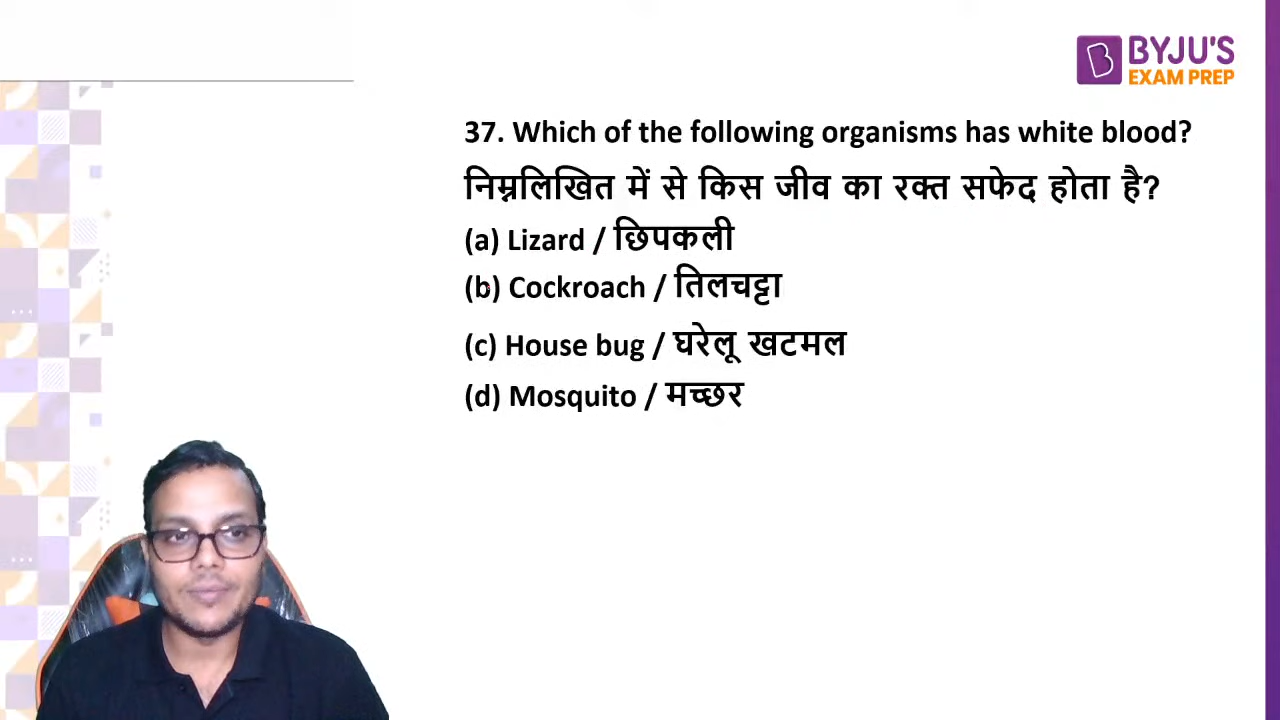 BYJU'S
EXAM PREP
37. Which of the following organisms has white blood?
निम्नलिखित में से किस जीव का रक्त सफेद होता है?
(a) Lizard / छिपकली
(b) Cockroach / तिलचट्टा
(c) House bug / घरेलू खटमल
(d) Mosquito / मच्छर